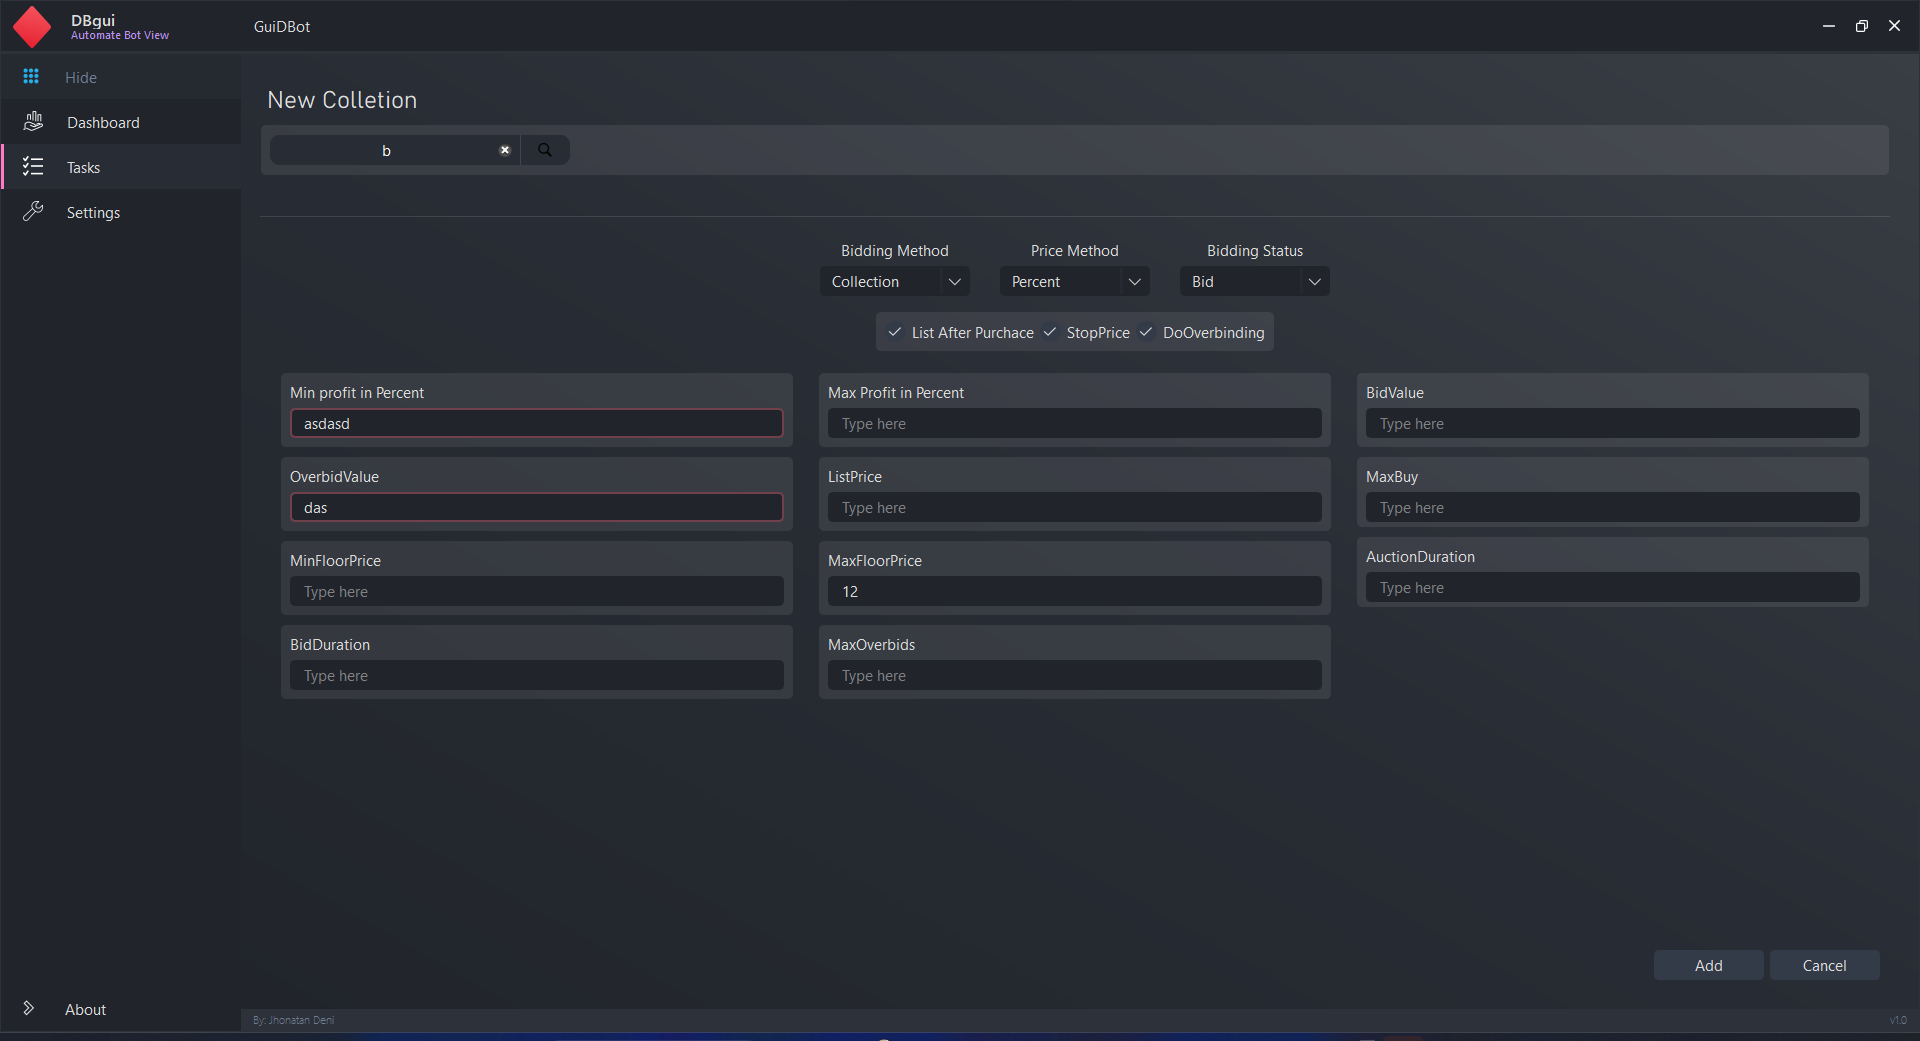 DBgui
Automate Bot View
GuiDBot
Hide
Dashboard
Tasks
Settings
New Colletion
b
Bidding Method
Price Method
Bidding Status
Collection
Percent
Bid
List After Purchace
StopPrice
DoOverbinding
Min profit in Percent
asdasd
Max Profit in Percent
Type here
BidValue
Type here
OverbidValue
das
ListPrice
Type here
MaxBuy
Type here
MinFloorPrice
Type here
MaxFloorPrice
12
AuctionDuration
Type here
BidDuration
Type here
MaxOverbids
Type here
Add
Cancel
About
By: Jhonatan Deni
v1.0